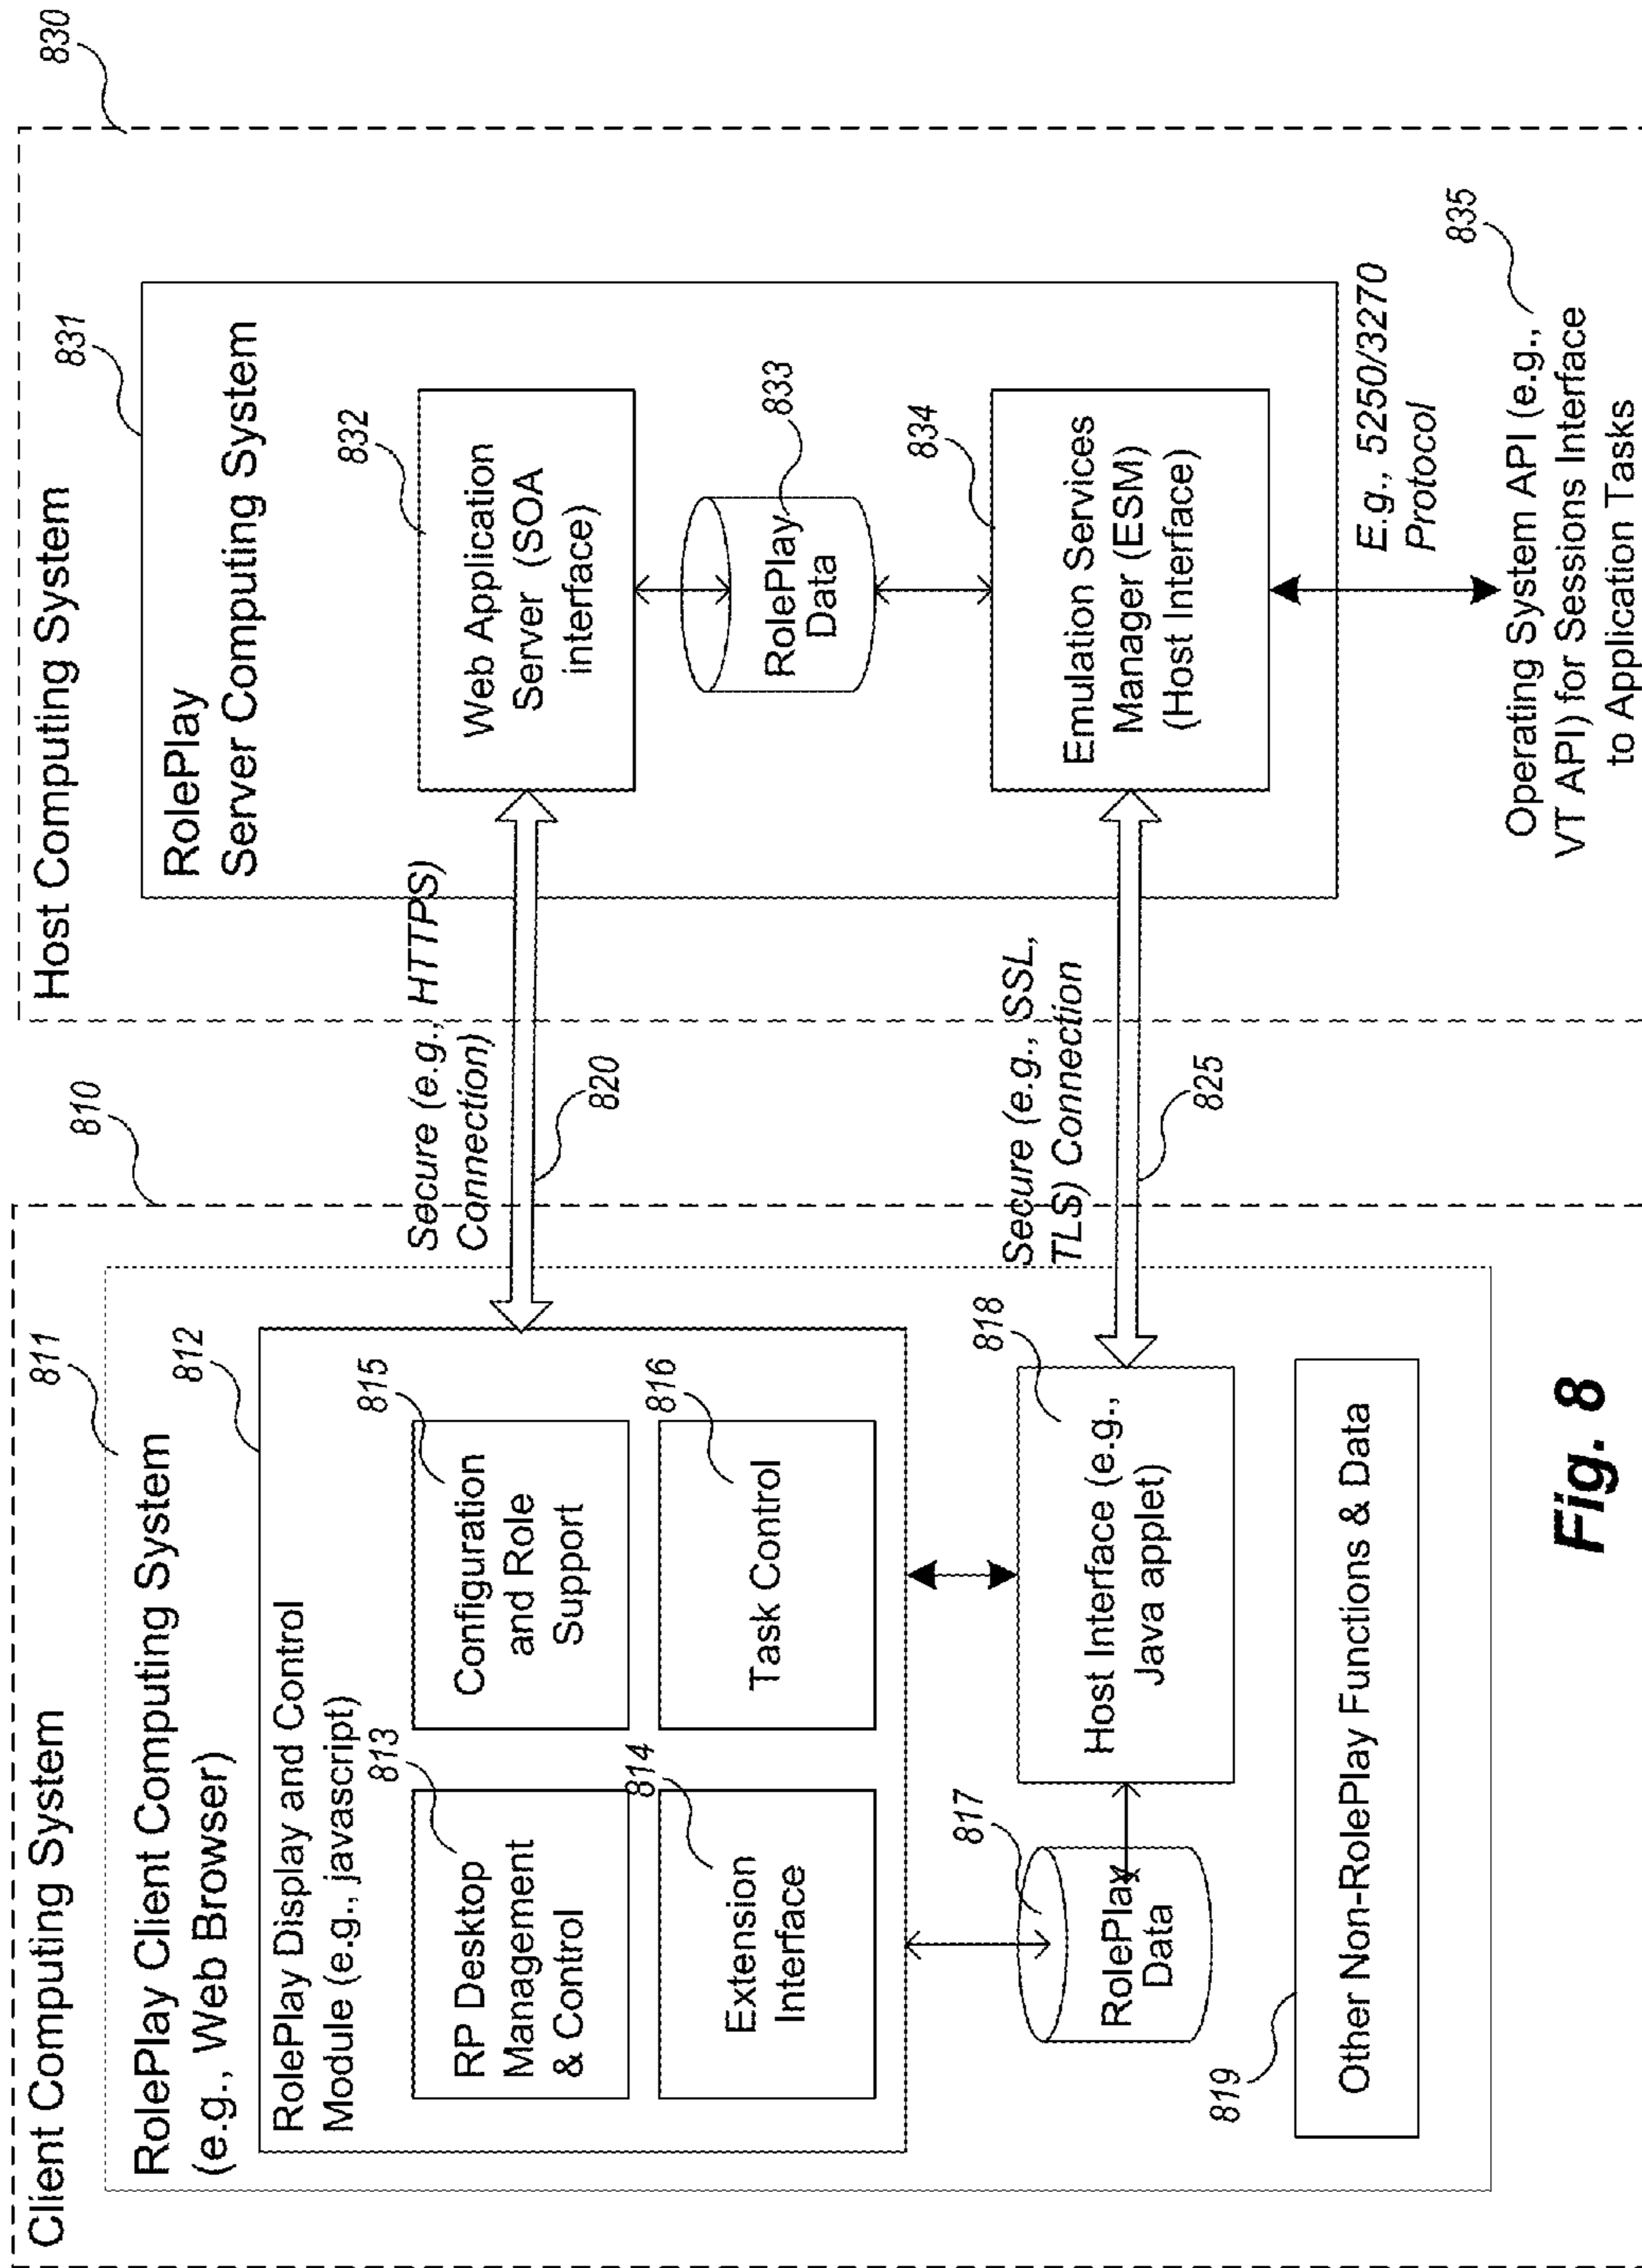 Client Computing System
810
811
RolePlay Client Computing System
(e.g., Web Browser)
812
RolePlay Display and Control
Module (e.g., javascript)
813
RP Desktop
Management
& Control
815
Configuration
and Role
Support
814
Extension
Interface
816
Task Control
817
RolePlay
Data
818
Host Interface (e.g.,
Java applet)
819
Other Non-RolePlay Functions & Data
Secure (e.g., HTTPS)
Connection)
820
Secure (e.g., SSL,
TLS) Connection
825
Host Computing System
830
831
RolePlay
Server Computing System
832
Web Application
Server (SOA
interface)
833
RolePlay
Data
834
Emulation Services
Manager (ESM)
(Host Interface)
E.g., 5250/3270
Protocol
835
Operating System API (e.g.,
VT API) for Sessions Interface
to Application Tasks
Fig. 8